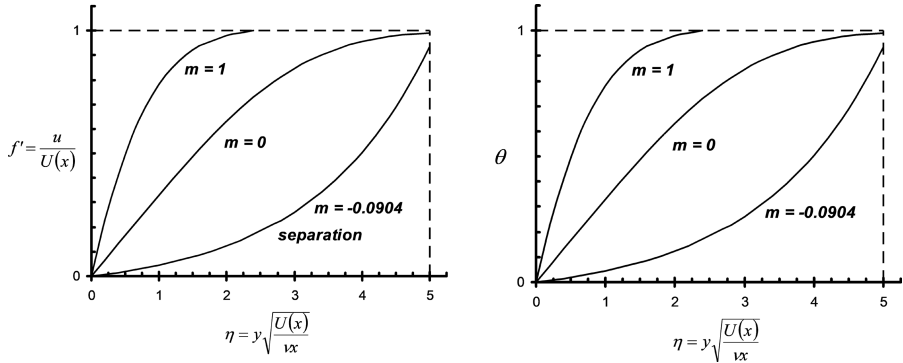 1
m = 1
m = 0
f' = u / U(x)
m = -0.0904
separation
0
0 1 2 3 4 5
η = y√(U(x) / νx)
1
m = 1
m = 0
θ
m = -0.0904
0
0 1 2 3 4 5
η = y√(U(x) / νx)